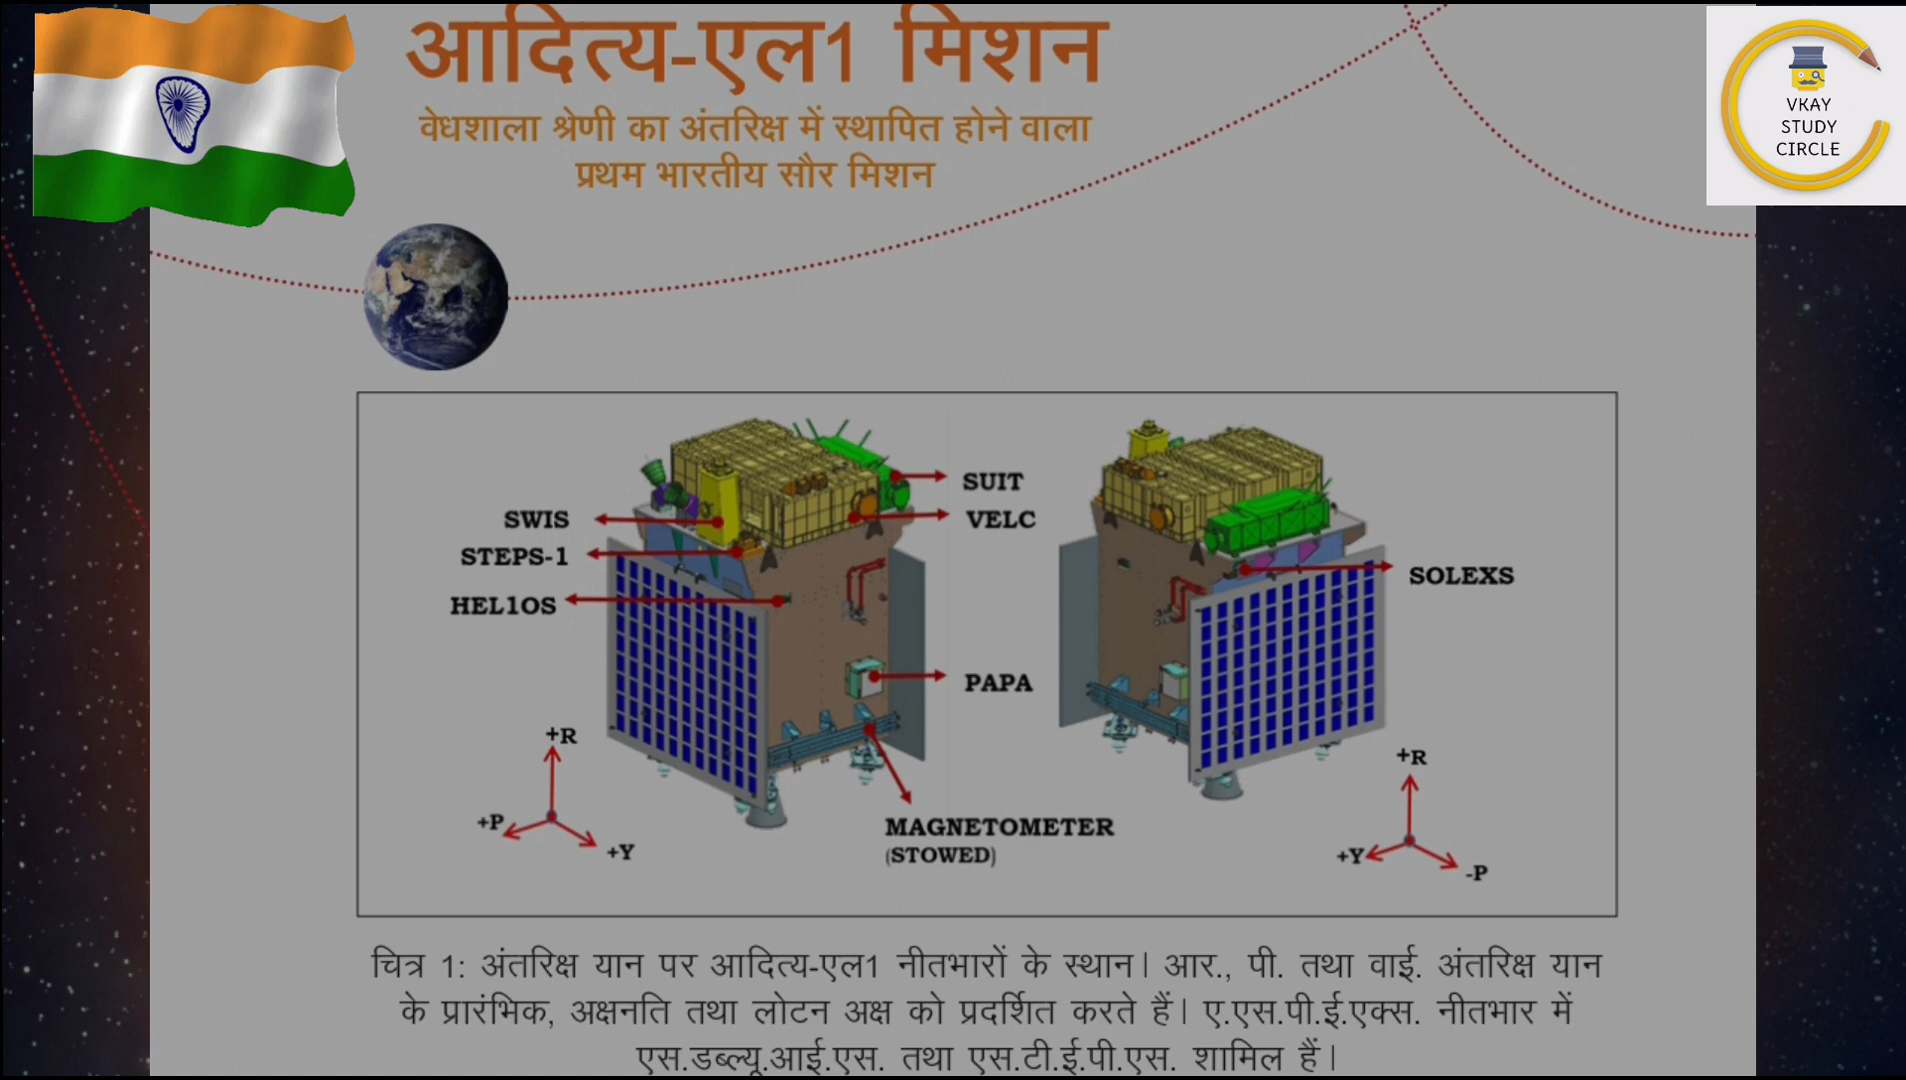 आदित्य-एल1 मिशन
वेधशाला श्रेणी का अंतरिक्ष में स्थापित होने वाला
प्रथम भारतीय सौर मिशन
VKAY
STUDY
CIRCLE
SUIT
SWIS
VELC
STEPS-1
SOLEXS
HEL1OS
PAPA
+R
+P
+Y
MAGNETOMETER
(STOWED)
+R
+Y
-P
चित्र 1: अंतरिक्ष यान पर आदित्य-एल1 नीतभारों के स्थान। आर., पी. तथा वाई. अंतरिक्ष यान
के प्रारंभिक, अक्षनति तथा लोटन अक्ष को प्रदर्शित करते हैं। ए.एस.पी.ई.एक्स. नीतभार में
एस.डब्ल्यू.आई.एस. तथा एस.टी.ई.पी.एस. शामिल हैं।